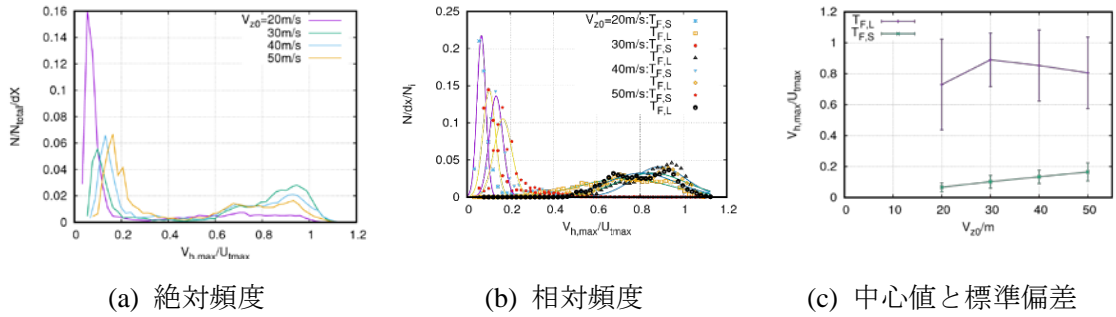 (a)
V_z0=20m/s
30m/s
40m/s
50m/s
N/N_total/dX
0.16
0.14
0.12
0.1
0.08
0.06
0.04
0.02
0
0 0.2 0.4 0.6 0.8 1 1.2
V_h,max/U_tmax
(a) 絶対頻度
(b)
V_z0=20m/s:T_F,S
T_F,L
30m/s:T_F,S
T_F,L
40m/s:T_F,S
T_F,L
50m/s:T_F,S
T_F,L
N/dx/N_i
0.25
0.2
0.15
0.1
0.05
0
0 0.2 0.4 0.6 0.8 1 1.2
V_h,max/U_tmax
(b) 相対頻度
(c)
T_F,L
T_F,S
V_h,max/U_tmax
1.2
1
0.8
0.6
0.4
0.2
0
0 10 20 30 40 50
V_z0/m
(c) 中心値と標準偏差